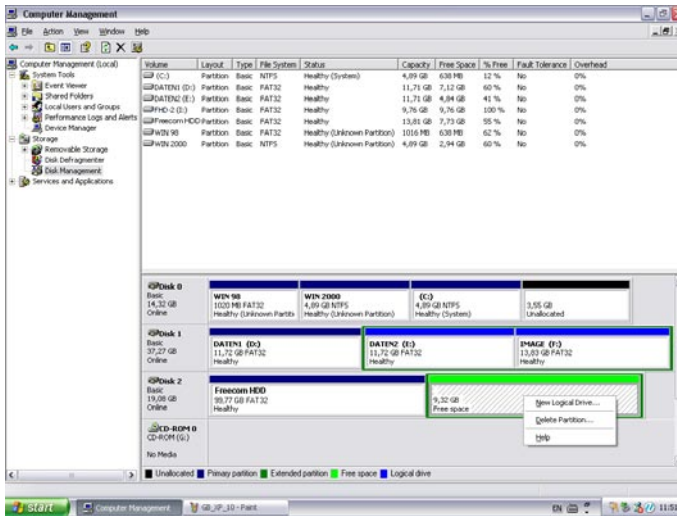 Computer Management
File Action View Window Help
Computer Management (Local)
System Tools
Event Viewer
Shared Folders
Local Users and Groups
Performance Logs and Alerts
Device Manager
Storage
Removable Storage
Disk Defragmenter
Disk Management
Services and Applications
Volume Layout Type File System Status Capacity Free Space % Free Fault Tolerance Overhead
(C:) Partition Basic NTFS Healthy (System) 4,89 GB 638 MB 12 % No 0%
DATEN1 (D:) Partition Basic FAT32 Healthy 11,71 GB 7,12 GB 60 % No 0%
DATEN2 (E:) Partition Basic FAT32 Healthy 11,71 GB 4,84 GB 41 % No 0%
FHD-2 (I:) Partition Basic FAT32 Healthy 9,76 GB 9,76 GB 100 % No 0%
Freecom HDD Partition Basic FAT32 Healthy 13,81 GB 7,73 GB 55 % No 0%
WIN 98 Partition Basic FAT32 Healthy (Unknown Partition) 1016 MB 638 MB 62 % No 0%
WIN 2000 Partition Basic NTFS Healthy (Unknown Partition) 4,89 GB 2,94 GB 60 % No 0%
Disk 0
Basic
14,32 GB
Online
WIN 98
1020 MB FAT32
Healthy (Unknown Partiti
WIN 2000
4,89 GB NTFS
Healthy (Unknown Partition)
(C:)
4,89 GB NTFS
Healthy (System)
3,55 GB
Unallocated
Disk 1
Basic
37,27 GB
Online
DATEN1 (D:)
11,72 GB FAT32
Healthy
DATEN2 (E:)
11,72 GB FAT32
Healthy
IMAGE (F:)
13,83 GB FAT32
Healthy
Disk 2
Basic
19,08 GB
Online
Freecom HDD
99,77 GB FAT32
Healthy
9,32 GB
Free space
New Logical Drive...
Delete Partition...
Help
CD-ROM 0
CD-ROM (G:)
No Media
Unallocated Primary partition Extended partition Free space Logical drive
start Computer Management GB_XP_10 - Paint EN 11:51